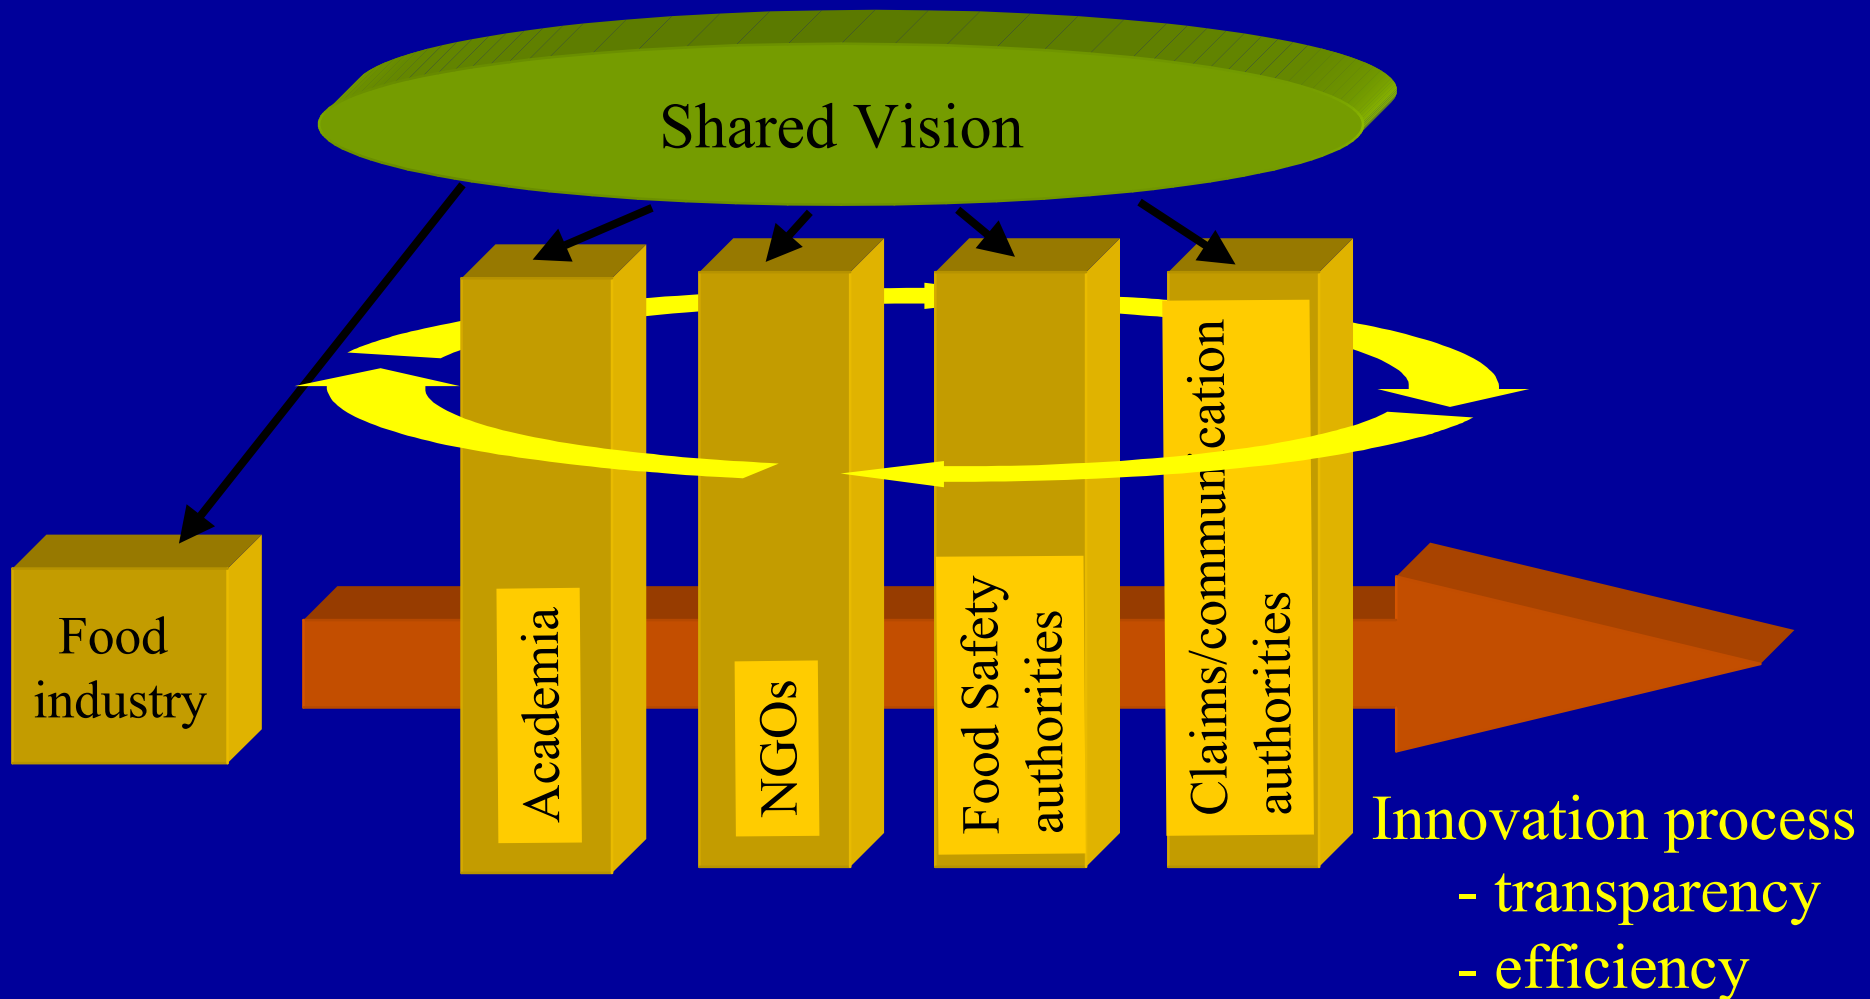 Shared Vision
Food
industry
Academia
NGOs
Food Safety
authorities
Claims/communication
authorities
Innovation process
- transparency
- efficiency